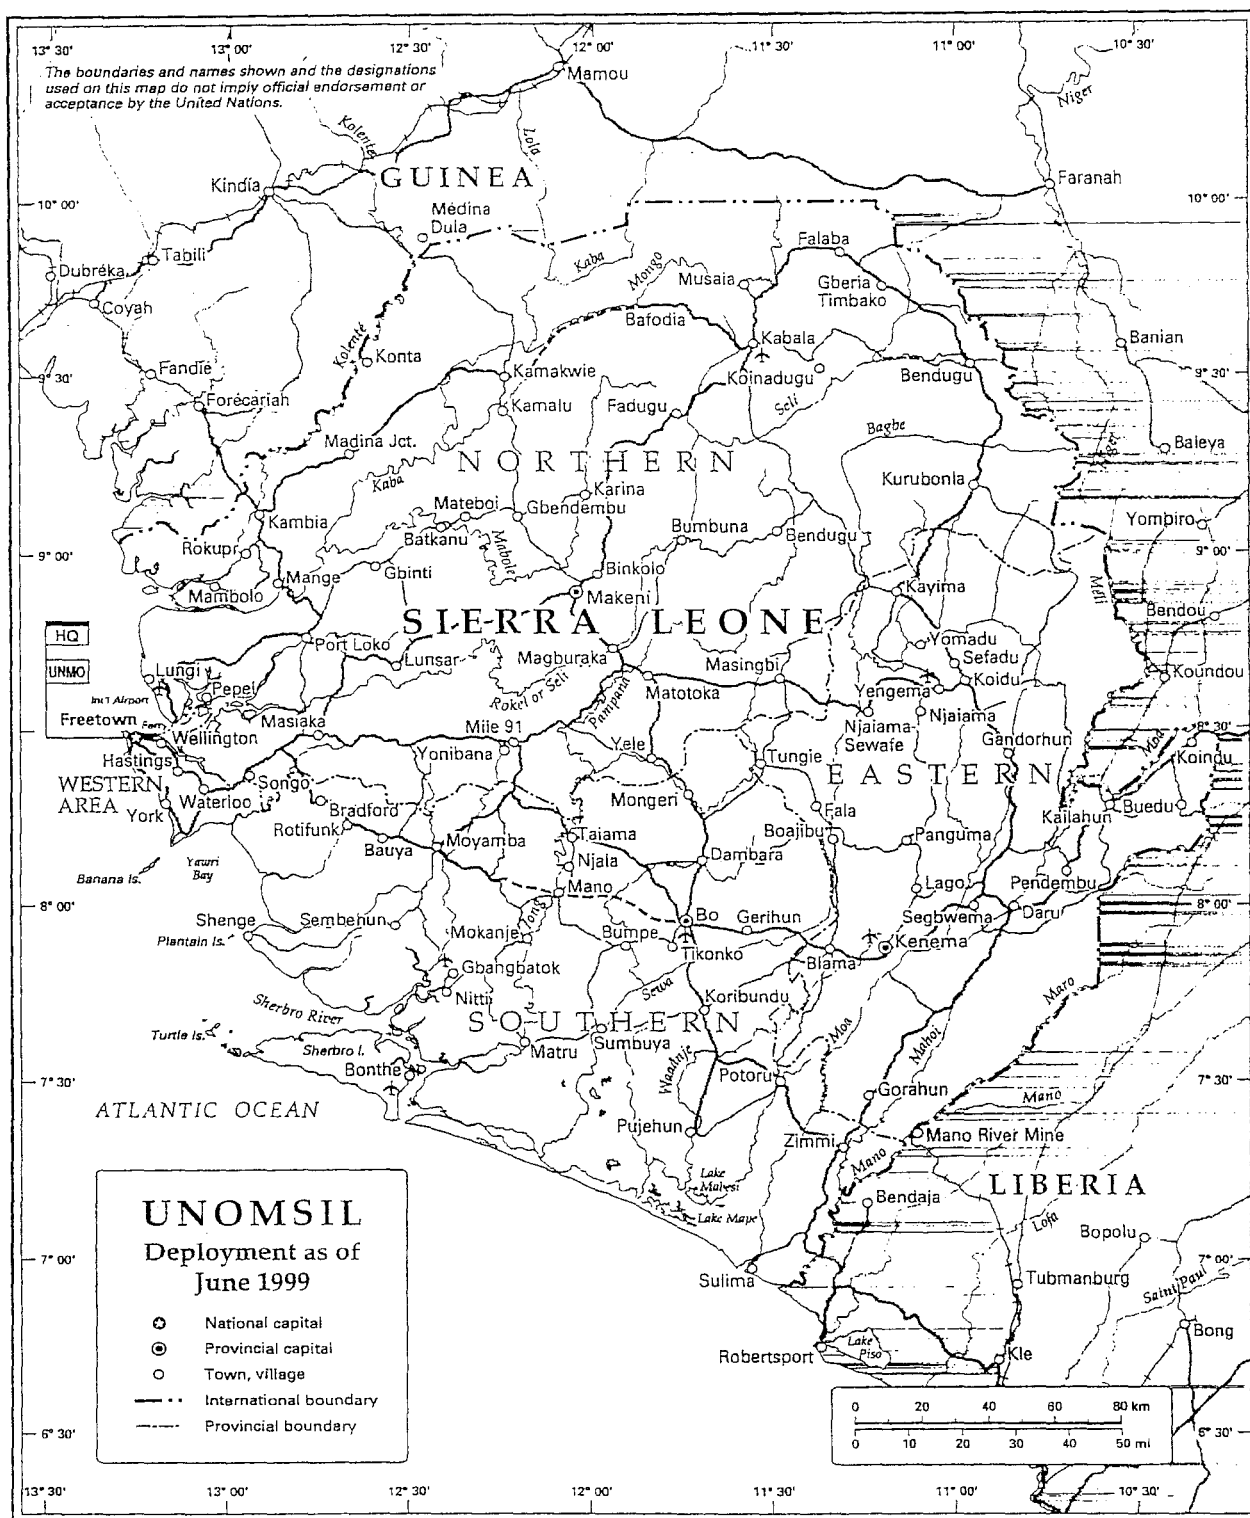 13° 30'
13° 00'
12° 30'
12° 00'
11° 30'
11° 00'
10° 30'
The boundaries and names shown and the designations
used on this map do not imply official endorsement or
acceptance by the United Nations.
Mamou
Niger
Kolenté
Lola
GUINEA
Kindia
Faranah
10° 00'
10° 00'
Médina
Dula
Falaba
Tabili
Kaba
Mongo
Dubréka
Musaia
Gberia
Timbako
Coyah
Bafodia
Kabala
Banian
Kolenté
Konta
Fandié
Kamakwie
Koinadugu
Bendugu
9° 30'
9° 30'
Forécariah
Kamalu
Fadugu
Seli
Bagbe
Madina Jct.
Niger
Baleya
NORTHERN
Kaba
Karina
Kurubonla
Mateboi
Gbendembu
Kambia
Batkanu
Bumbuna
Bendugu
Yombiro
Rokupr
Mabole
9° 00'
9° 00'
Mange
Gbinti
Binkolo
Mambolo
Makeni
Kayima
Meli
Bendou
SIERRA LEONE
HQ
Port Loko
Yomadu
UNMO
Lungi
Lunsar
Magburaka
Masingbi
Sefadu
Koundou
Int'l Airport
Pepel
Rokel or Seli
Pampana
Matotoka
Yengema
Koidu
Freetown
Ferry
Masiaka
Mile 91
Njaiama-
Sewafe
Njaiama
8° 30'
Wellington
Yonibana
Yele
Tungie
Gandorhun
Moa
Koindu
Hastings
EASTERN
WESTERN
AREA
Songo
Waterloo
Bradford
Mongeri
Fala
Kailahun
Buedu
York
Rotifunk
Taiama
Boajibu
Panguma
Bauya
Moyamba
Njala
Dambara
Yawri
Bay
Banana Is.
Mano
Lago
Pendembu
8° 00'
8° 00'
Shenge
Sembehun
Jong
Bo
Gerihun
Segbwema
Daru
Plantain Is.
Mokanje
Bumpe
Tikonko
Blama
Kenema
Gbangbatok
Nitti
Sewa
Koribundu
Maro
Sherbro River
SOUTHERN
Turtle Is.
Sherbro I.
Matru
Sumbuya
Moa
Mahoi
Bonthe
Waanje
Potoru
7° 30'
7° 30'
Gorahun
Mano
ATLANTIC OCEAN
Pujehun
Zimmi
Mano River Mine
Mano
Lake
Mabesi
LIBERIA
Bendaja
Lake Mape
Lofa
Bopolu
7° 00'
7° 00'
Sulima
Tubmanburg
Saint Paul
Bong
Lake
Piso
Robertsport
Kle
UNOMSIL
Deployment as of
June 1999
National capital
Provincial capital
Town, village
International boundary
Provincial boundary
0 20 40 60 80 km
0 10 20 30 40 50 mi
6° 30'
6° 30'
13° 30'
13° 00'
12° 30'
12° 00'
11° 30'
11° 00'
10° 30'